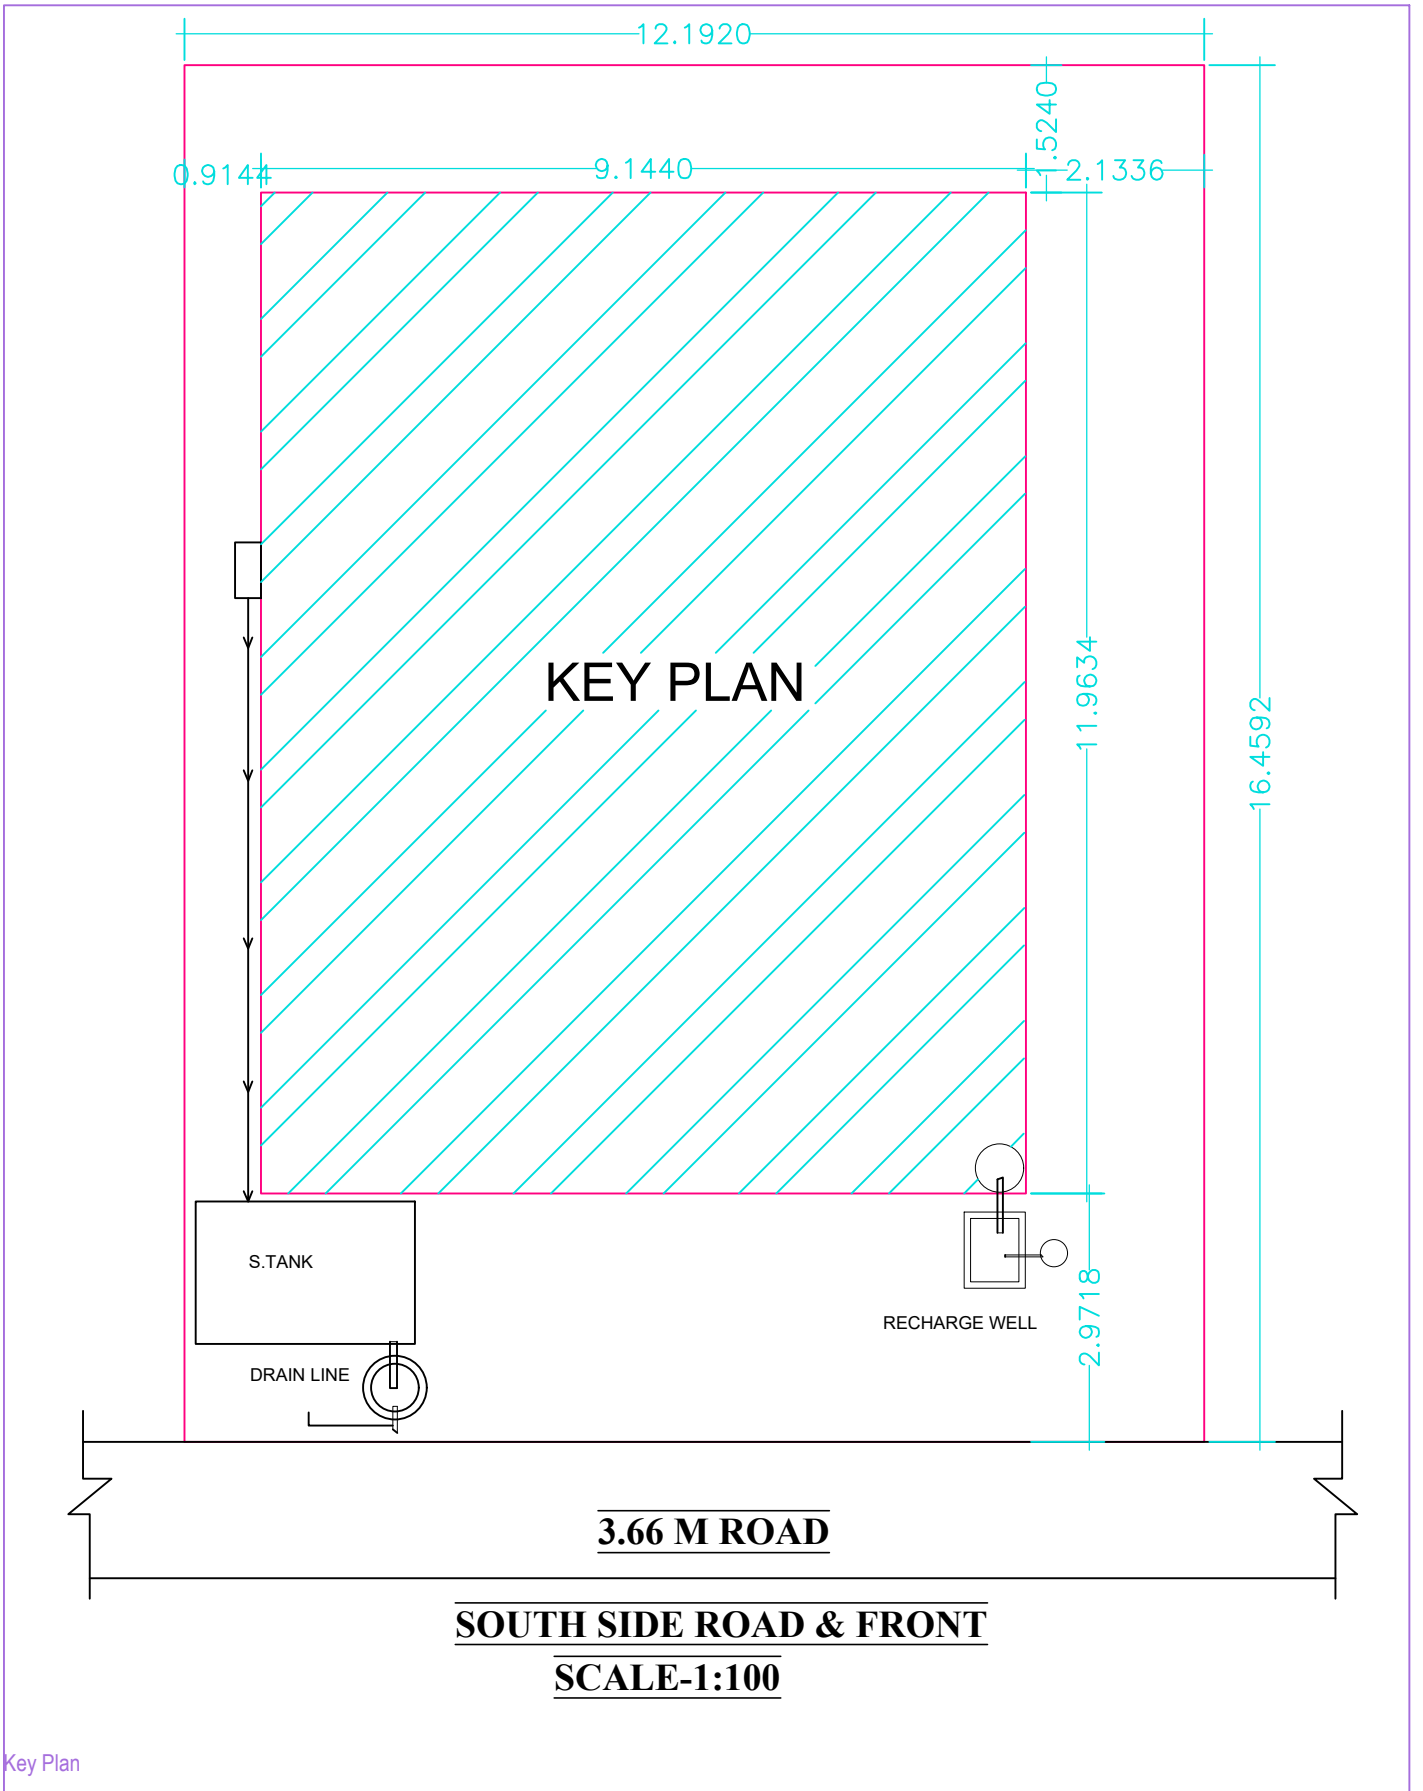 12.1920
1.5240
0.9144
9.1440
2.1336
KEY PLAN
11.9634
16.4592
S.TANK
2.9718
RECHARGE WELL
DRAIN LINE
3.66 M ROAD
SOUTH SIDE ROAD & FRONT
SCALE-1:100
Key Plan